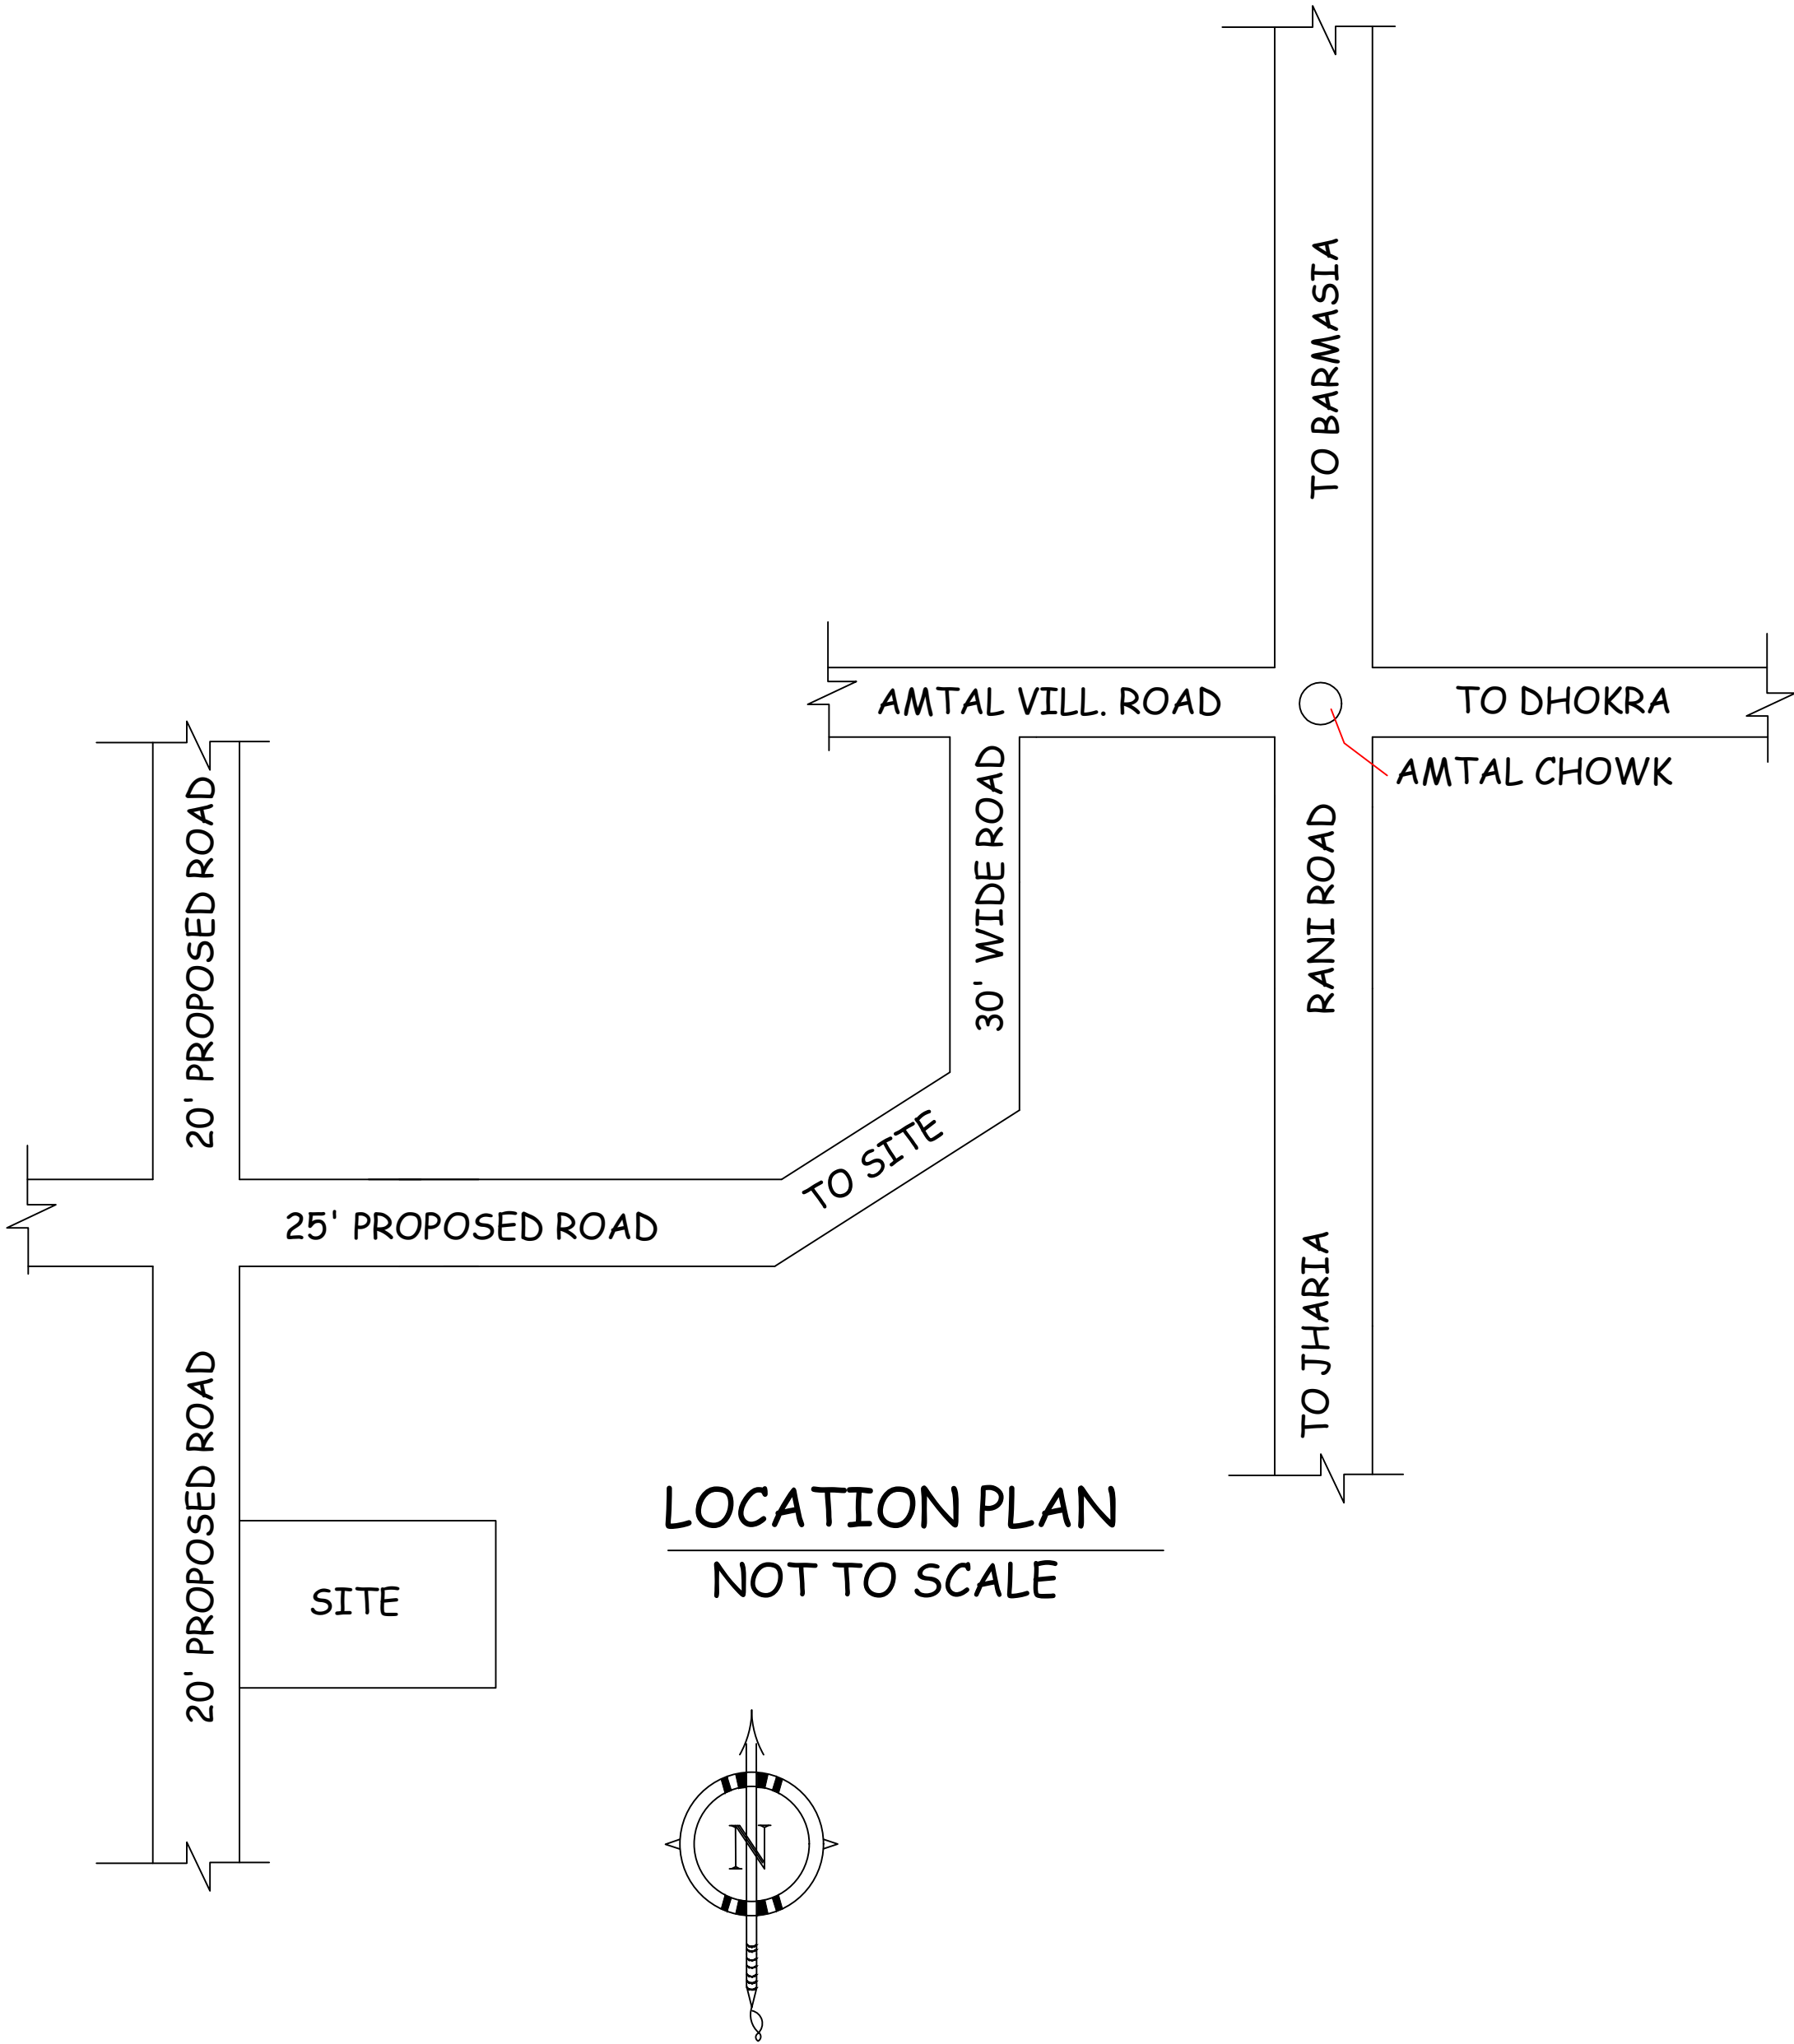 TO BARMASIA
AMTAL VILL. ROAD
TO DHOKRA
AMTAL CHOWK
20' PROPOSED ROAD
30' WIDE ROAD
RANI ROAD
TO SITE
25' PROPOSED ROAD
TO JHARIA
20' PROPOSED ROAD
LOCATION PLAN
NOT TO SCALE
SITE
N